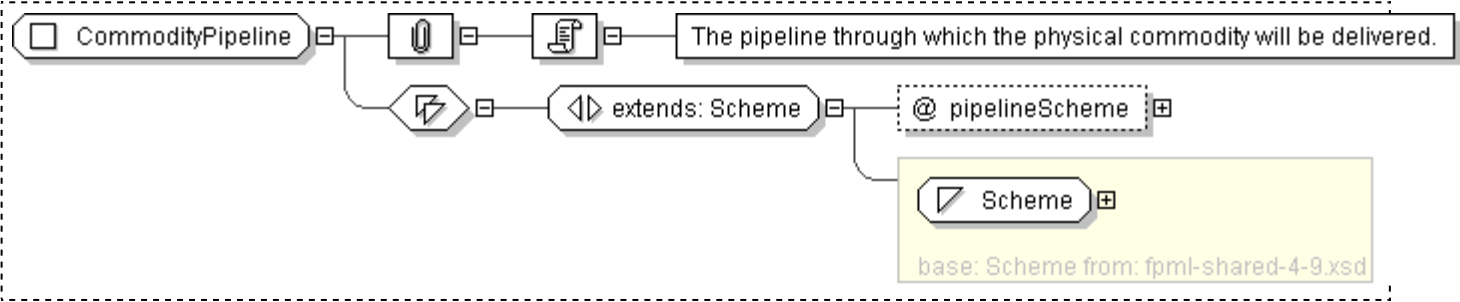 CommodityPipeline
The pipeline through which the physical commodity will be delivered.
extends: Scheme
@ pipelineScheme
Scheme
base: Scheme from: fpml-shared-4-9.xsd